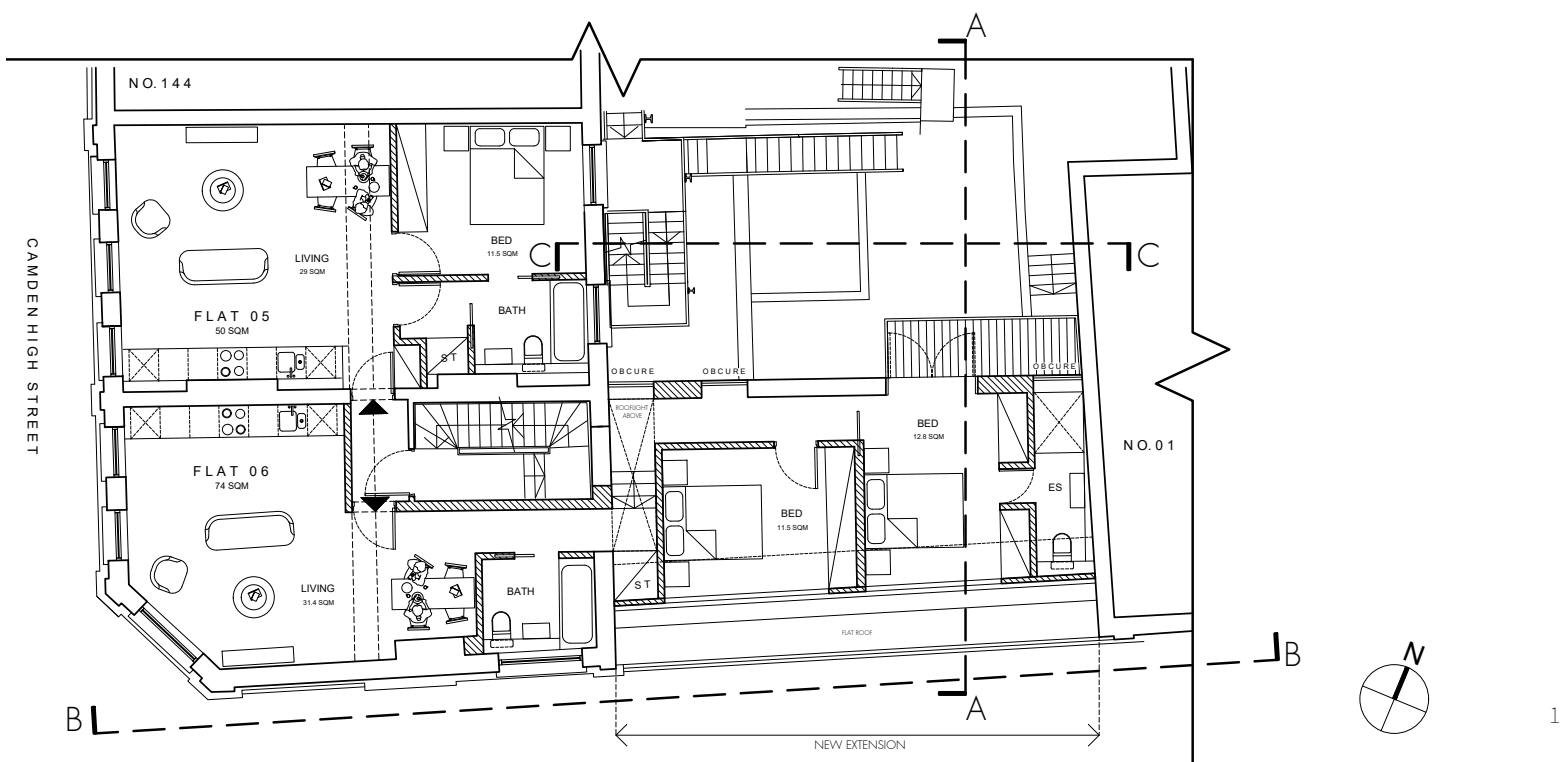 A
NO. 144
CAMDEN HIGH STREET
BED
11.5 SQM
LIVING
29 SQM
C
C
FLAT 05
50 SQM
BATH
ST
OBCURE
OBCURE
OBCURE
ROOFLIGHT
ABOVE
BED
12.8 SQM
NO. 01
FLAT 06
74 SQM
ES
BED
11.5 SQM
LIVING
31.4 SQM
BATH
ST
FLAT ROOF
B
B
A
N
1
NEW EXTENSION